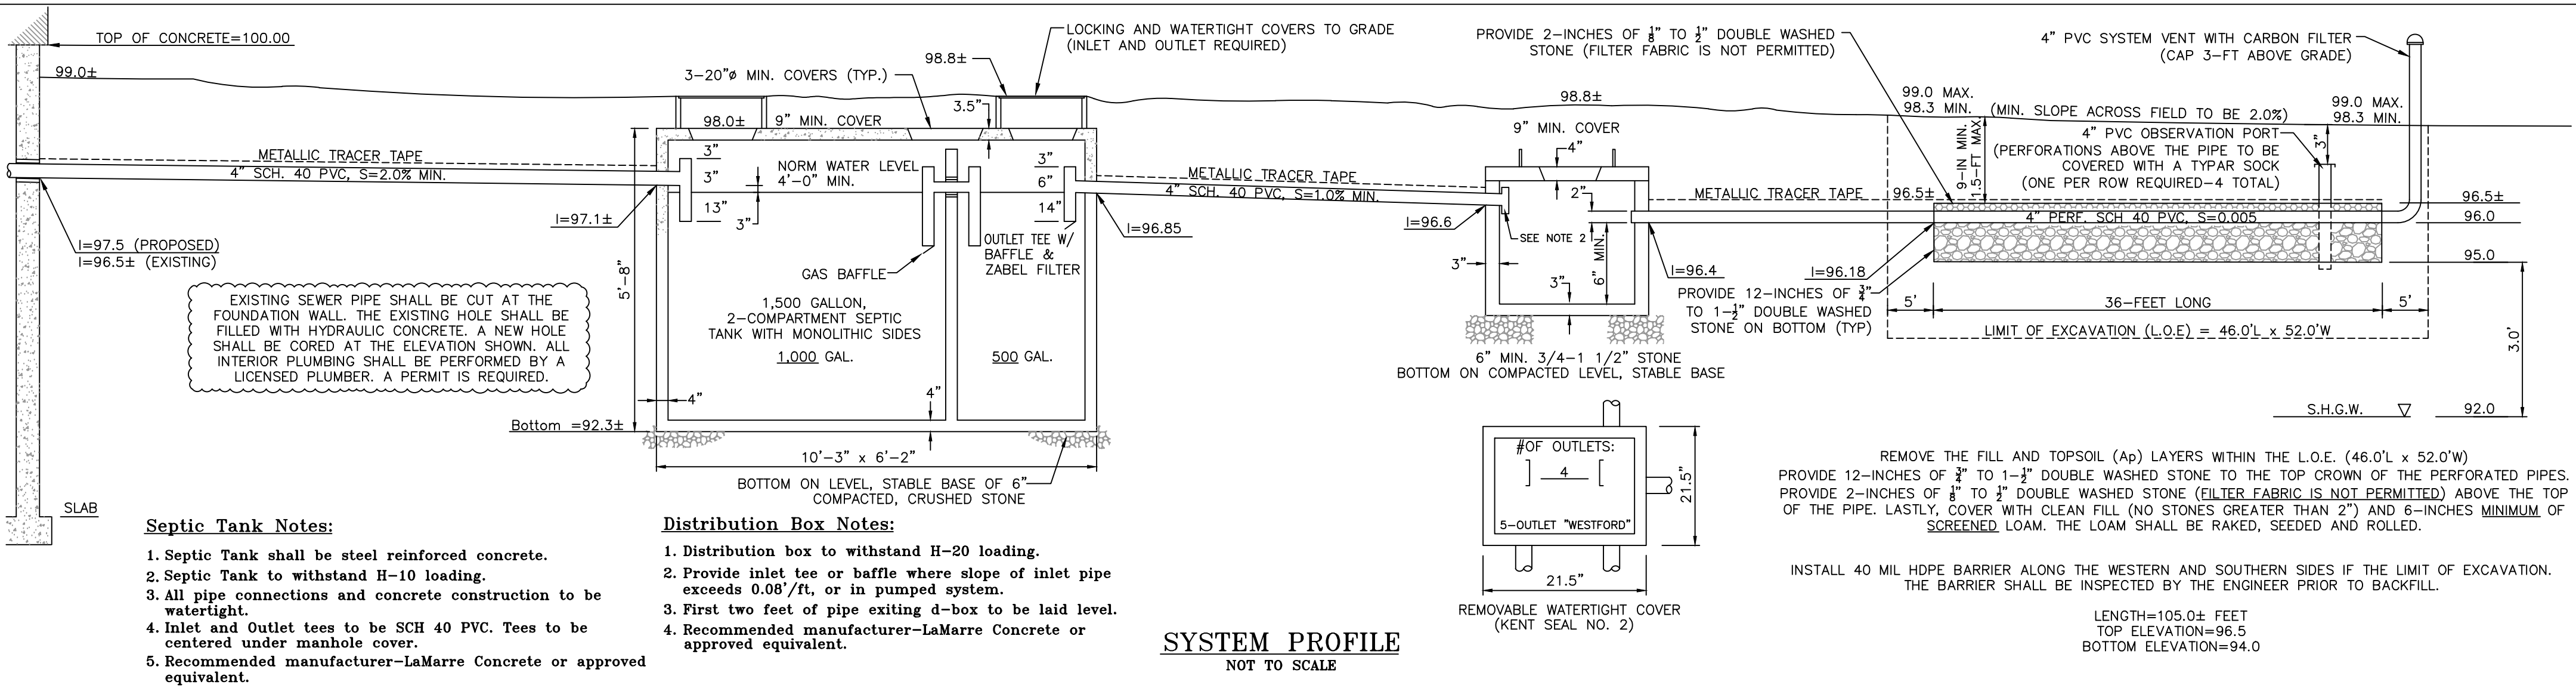 TOP OF CONCRETE=100.00
99.0±
METALLIC TRACER TAPE
4" SCH. 40 PVC, S=2.0% MIN.
I=97.5 (PROPOSED)
I=96.5± (EXISTING)
EXISTING SEWER PIPE SHALL BE CUT AT THE
FOUNDATION WALL. THE EXISTING HOLE SHALL BE
FILLED WITH HYDRAULIC CONCRETE. A NEW HOLE
SHALL BE CORED AT THE ELEVATION SHOWN. ALL
INTERIOR PLUMBING SHALL BE PERFORMED BY A
LICENSED PLUMBER. A PERMIT IS REQUIRED.
SLAB
LOCKING AND WATERTIGHT COVERS TO GRADE
(INLET AND OUTLET REQUIRED)
98.8±
3-20"ø MIN. COVERS (TYP.)
3.5"
98.0±
9" MIN. COVER
3"
3"
13"
NORM WATER LEVEL
4'-0" MIN.
3"
3"
6"
14"
I=97.1±
GAS BAFFLE
OUTLET TEE W/
BAFFLE &
ZABEL FILTER
I=96.85
5'-8"
1,500 GALLON,
2-COMPARTMENT SEPTIC
TANK WITH MONOLITHIC SIDES
1,000 GAL.
500 GAL.
4"
4"
Bottom =92.3±
10'-3" x 6'-2"
BOTTOM ON LEVEL, STABLE BASE OF 6"
COMPACTED, CRUSHED STONE
METALLIC TRACER TAPE
4" SCH. 40 PVC, S=1.0% MIN.
98.8±
9" MIN. COVER
4"
2"
I=96.6
SEE NOTE 2
6" MIN.
3"
3"
I=96.4
6" MIN. 3/4-1 1/2" STONE
BOTTOM ON COMPACTED LEVEL, STABLE BASE
#OF OUTLETS:
4
5-OUTLET "WESTFORD"
21.5"
21.5"
REMOVABLE WATERTIGHT COVER
(KENT SEAL NO. 2)
PROVIDE 2-INCHES OF 1/8" TO 1/2" DOUBLE WASHED
STONE (FILTER FABRIC IS NOT PERMITTED)
4" PVC SYSTEM VENT WITH CARBON FILTER
(CAP 3-FT ABOVE GRADE)
99.0 MAX.
98.3 MIN.
(MIN. SLOPE ACROSS FIELD TO BE 2.0%)
99.0 MAX.
98.3 MIN.
9-IN MIN.
1.5-FT MAX
4" PVC OBSERVATION PORT
(PERFORATIONS ABOVE THE PIPE TO BE
COVERED WITH A TYPAR SOCK
(ONE PER ROW REQUIRED-4 TOTAL)
3"
METALLIC TRACER TAPE
96.5±
4" PERF. SCH 40 PVC, S=0.005
96.5±
96.0
95.0
I=96.18
PROVIDE 12-INCHES OF 3/4"
TO 1-1/2" DOUBLE WASHED
STONE ON BOTTOM (TYP)
5'
36-FEET LONG
5'
LIMIT OF EXCAVATION (L.O.E) = 46.0'L x 52.0'W
3.0'
S.H.G.W.
92.0
REMOVE THE FILL AND TOPSOIL (Ap) LAYERS WITHIN THE L.O.E. (46.0'L x 52.0'W)
PROVIDE 12-INCHES OF 3/4" TO 1-1/2" DOUBLE WASHED STONE TO THE TOP CROWN OF THE PERFORATED PIPES.
PROVIDE 2-INCHES OF 1/8" TO 1/2" DOUBLE WASHED STONE (FILTER FABRIC IS NOT PERMITTED) ABOVE THE TOP
OF THE PIPE. LASTLY, COVER WITH CLEAN FILL (NO STONES GREATER THAN 2") AND 6-INCHES MINIMUM OF
SCREENED LOAM. THE LOAM SHALL BE RAKED, SEEDED AND ROLLED.
INSTALL 40 MIL HDPE BARRIER ALONG THE WESTERN AND SOUTHERN SIDES IF THE LIMIT OF EXCAVATION.
THE BARRIER SHALL BE INSPECTED BY THE ENGINEER PRIOR TO BACKFILL.
LENGTH=105.0± FEET
TOP ELEVATION=96.5
BOTTOM ELEVATION=94.0
Septic Tank Notes:
1. Septic Tank shall be steel reinforced concrete.
2. Septic Tank to withstand H-10 loading.
3. All pipe connections and concrete construction to be
watertight.
4. Inlet and Outlet tees to be SCH 40 PVC. Tees to be
centered under manhole cover.
5. Recommended manufacturer-LaMarre Concrete or approved
equivalent.
Distribution Box Notes:
1. Distribution box to withstand H-20 loading.
2. Provide inlet tee or baffle where slope of inlet pipe
exceeds 0.08'/ft, or in pumped system.
3. First two feet of pipe exiting d-box to be laid level.
4. Recommended manufacturer-LaMarre Concrete or
approved equivalent.
SYSTEM PROFILE
NOT TO SCALE